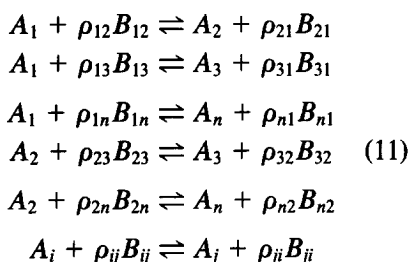 A₁ + ρ₁₂B₁₂ ⇌ A₂ + ρ₂₁B₂₁
A₁ + ρ₁₃B₁₃ ⇌ A₃ + ρ₃₁B₃₁
A₁ + ρ₁ₙB₁ₙ ⇌ Aₙ + ρₙ₁Bₙ₁
A₂ + ρ₂₃B₂₃ ⇌ A₃ + ρ₃₂B₃₂ (11)
A₂ + ρ₂ₙB₂ₙ ⇌ Aₙ + ρₙ₂Bₙ₂
Aᵢ + ρᵢⱼBᵢⱼ ⇌ Aⱼ + ρⱼᵢBⱼᵢ